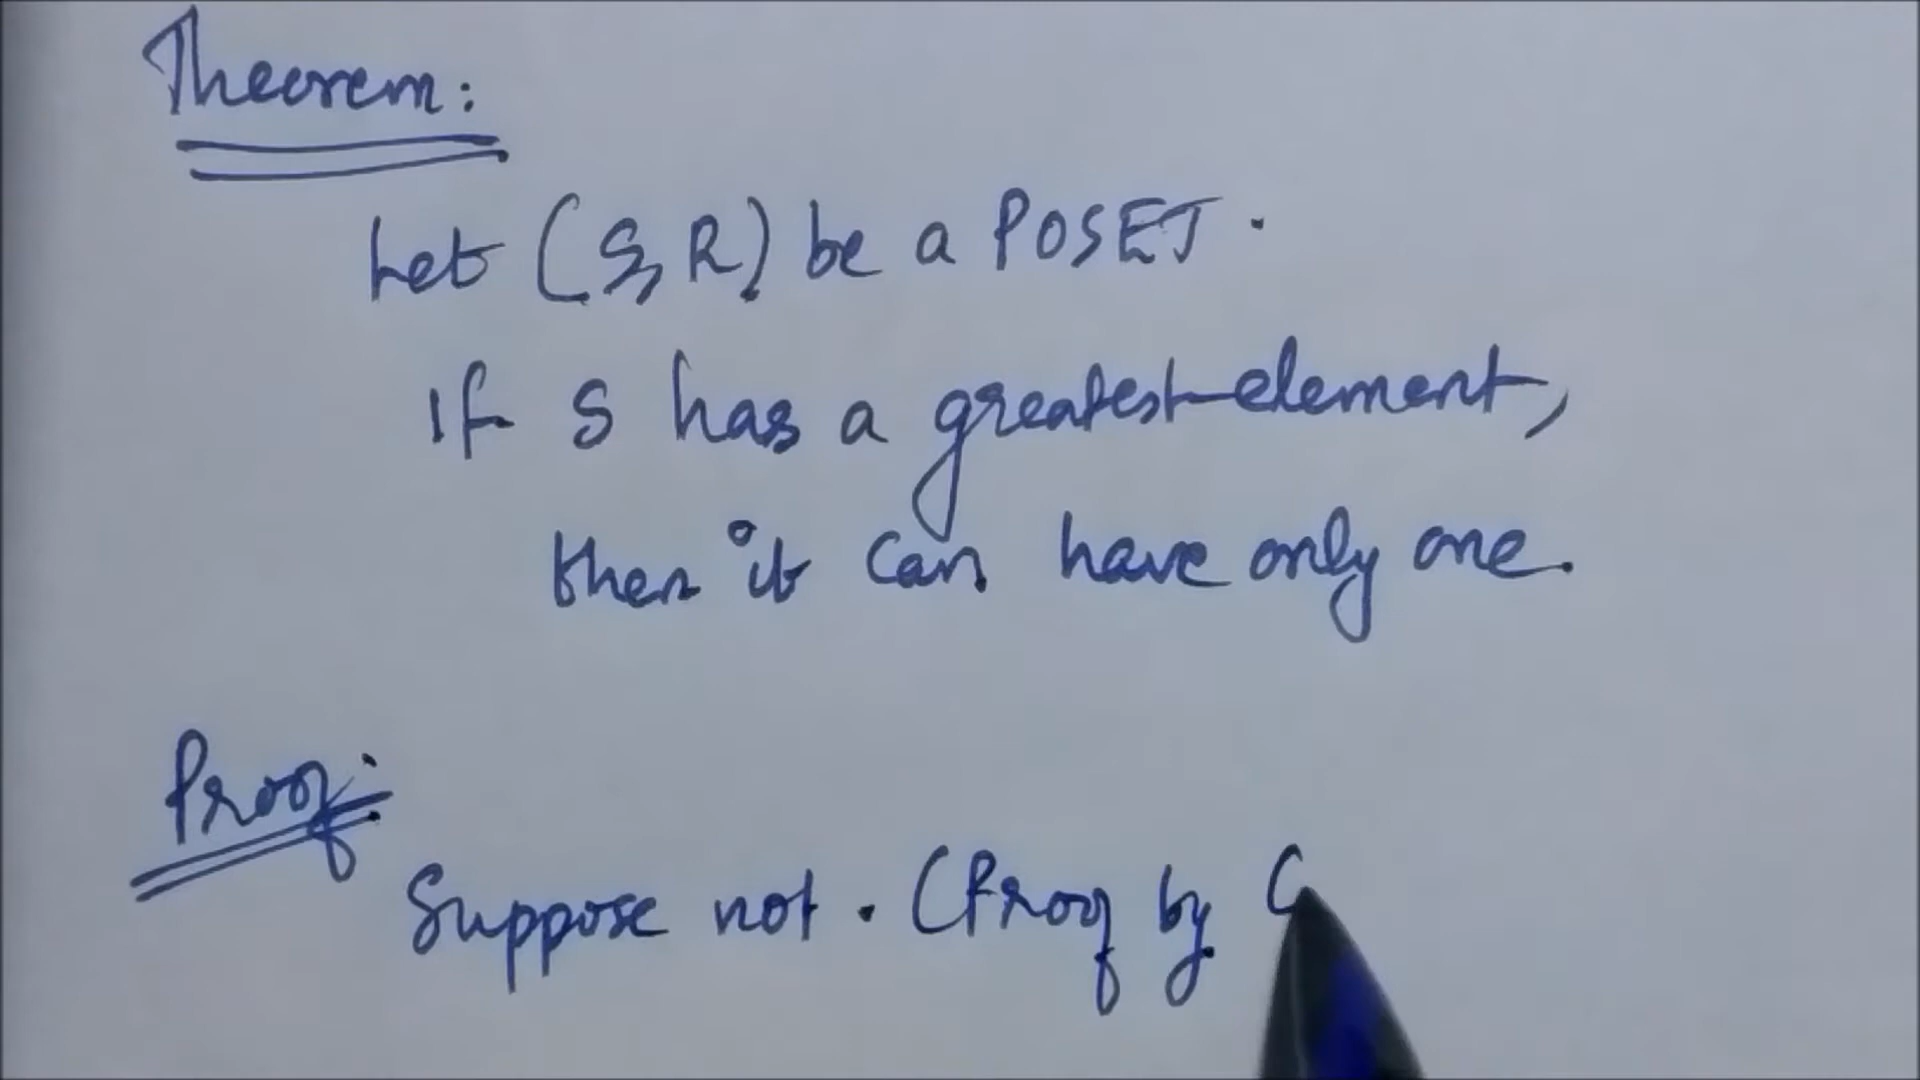 Theorem:
Let (S, R) be a POSET.
If S has a greatest element,
then it can have only one.
Proof:
Suppose not. (Proof by C